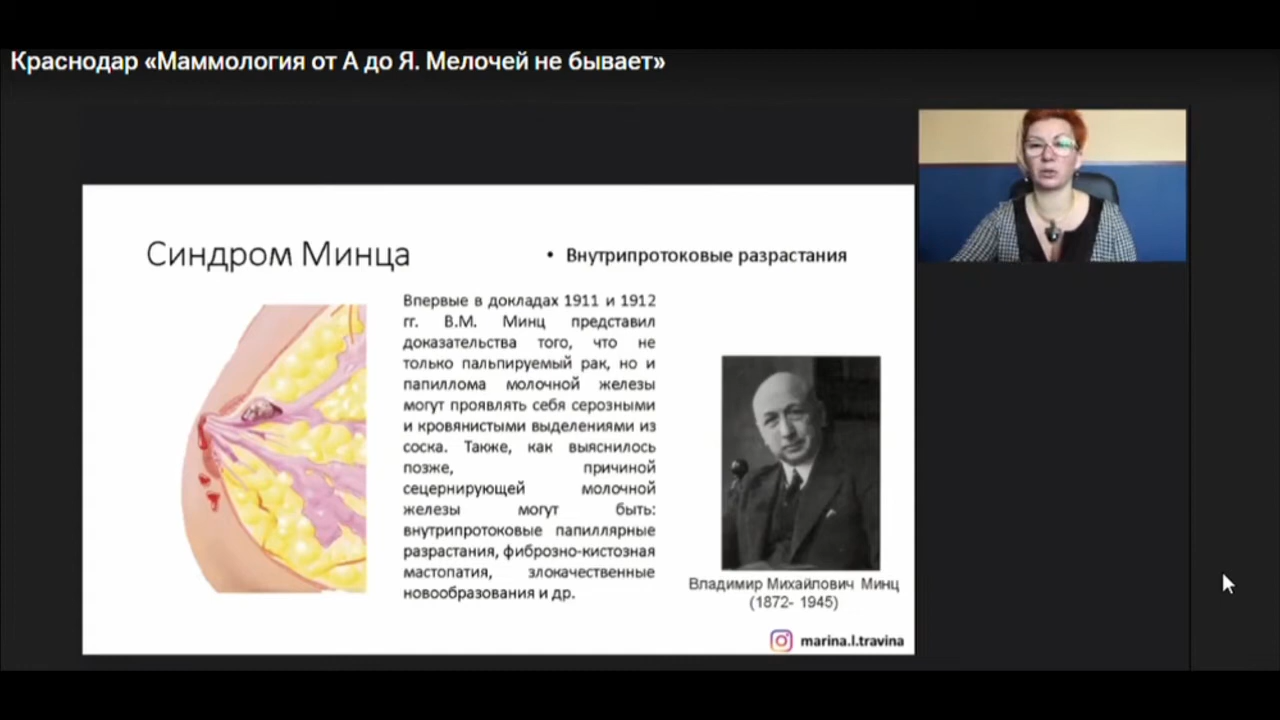 Краснодар «Маммология от А до Я. Мелочей не бывает»
Синдром Минца
• Внутрипротоковые разрастания
Впервые в докладах 1911 и 1912
гг. В.М. Минц представил
доказательства того, что не
только пальпируемый рак, но и
папиллома молочной железы
могут проявлять себя серозными
и кровянистыми выделениями из
соска. Также, как выяснилось
позже, причиной
сецернирующей молочной
железы могут быть:
внутрипротоковые папиллярные
разрастания, фиброзно-кистозная
мастопатия, злокачественные
новообразования и др.
Владимир Михайлович Минц
(1872- 1945)
marina.l.travina